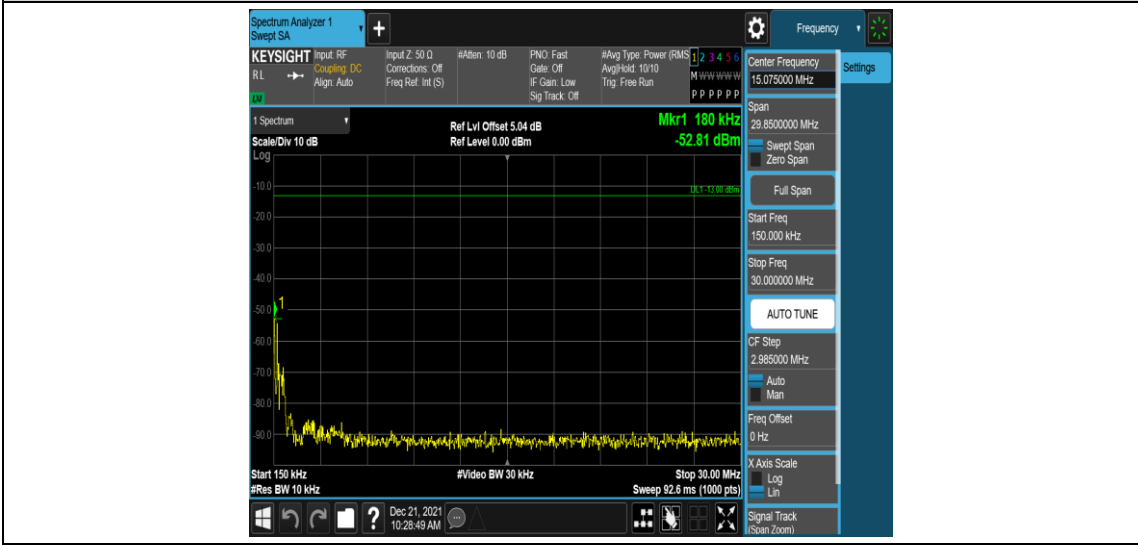 Spectrum Analyzer 1
Swept SA
+
Frequency
KEYSIGHT
RL
LXI
Input: RF
Coupling: DC
Align: Auto
Input Z: 50 Ω
Corrections: Off
Freq Ref: Int (S)
#Atten: 10 dB
PNO: Fast
Gate: Off
IF Gain: Low
Sig Track: Off
#Avg Type: Power (RMS
Avg|Hold: 10/10
Trig: Free Run
1 2 3 4 5 6
M W W W W W
P P P P P P
1 Spectrum
Scale/Div 10 dB
Log
Ref Lvl Offset 5.04 dB
Ref Level 0.00 dBm
Mkr1 180 kHz
-52.81 dBm
DL1 -13.00 dBm
-10.0
-20.0
-30.0
-40.0
-50.0
-60.0
-70.0
-80.0
-90.0
1
Start 150 kHz
#Video BW 30 kHz
Stop 30.00 MHz
#Res BW 10 kHz
Sweep 92.6 ms (1000 pts)
?
Dec 21, 2021
10:28:49 AM
Center Frequency
15.075000 MHz
Settings
Span
29.8500000 MHz
Swept Span
Zero Span
Full Span
Start Freq
150.000 kHz
Stop Freq
30.000000 MHz
AUTO TUNE
CF Step
2.985000 MHz
Auto
Man
Freq Offset
0 Hz
X Axis Scale
Log
Lin
Signal Track
(Span Zoom)